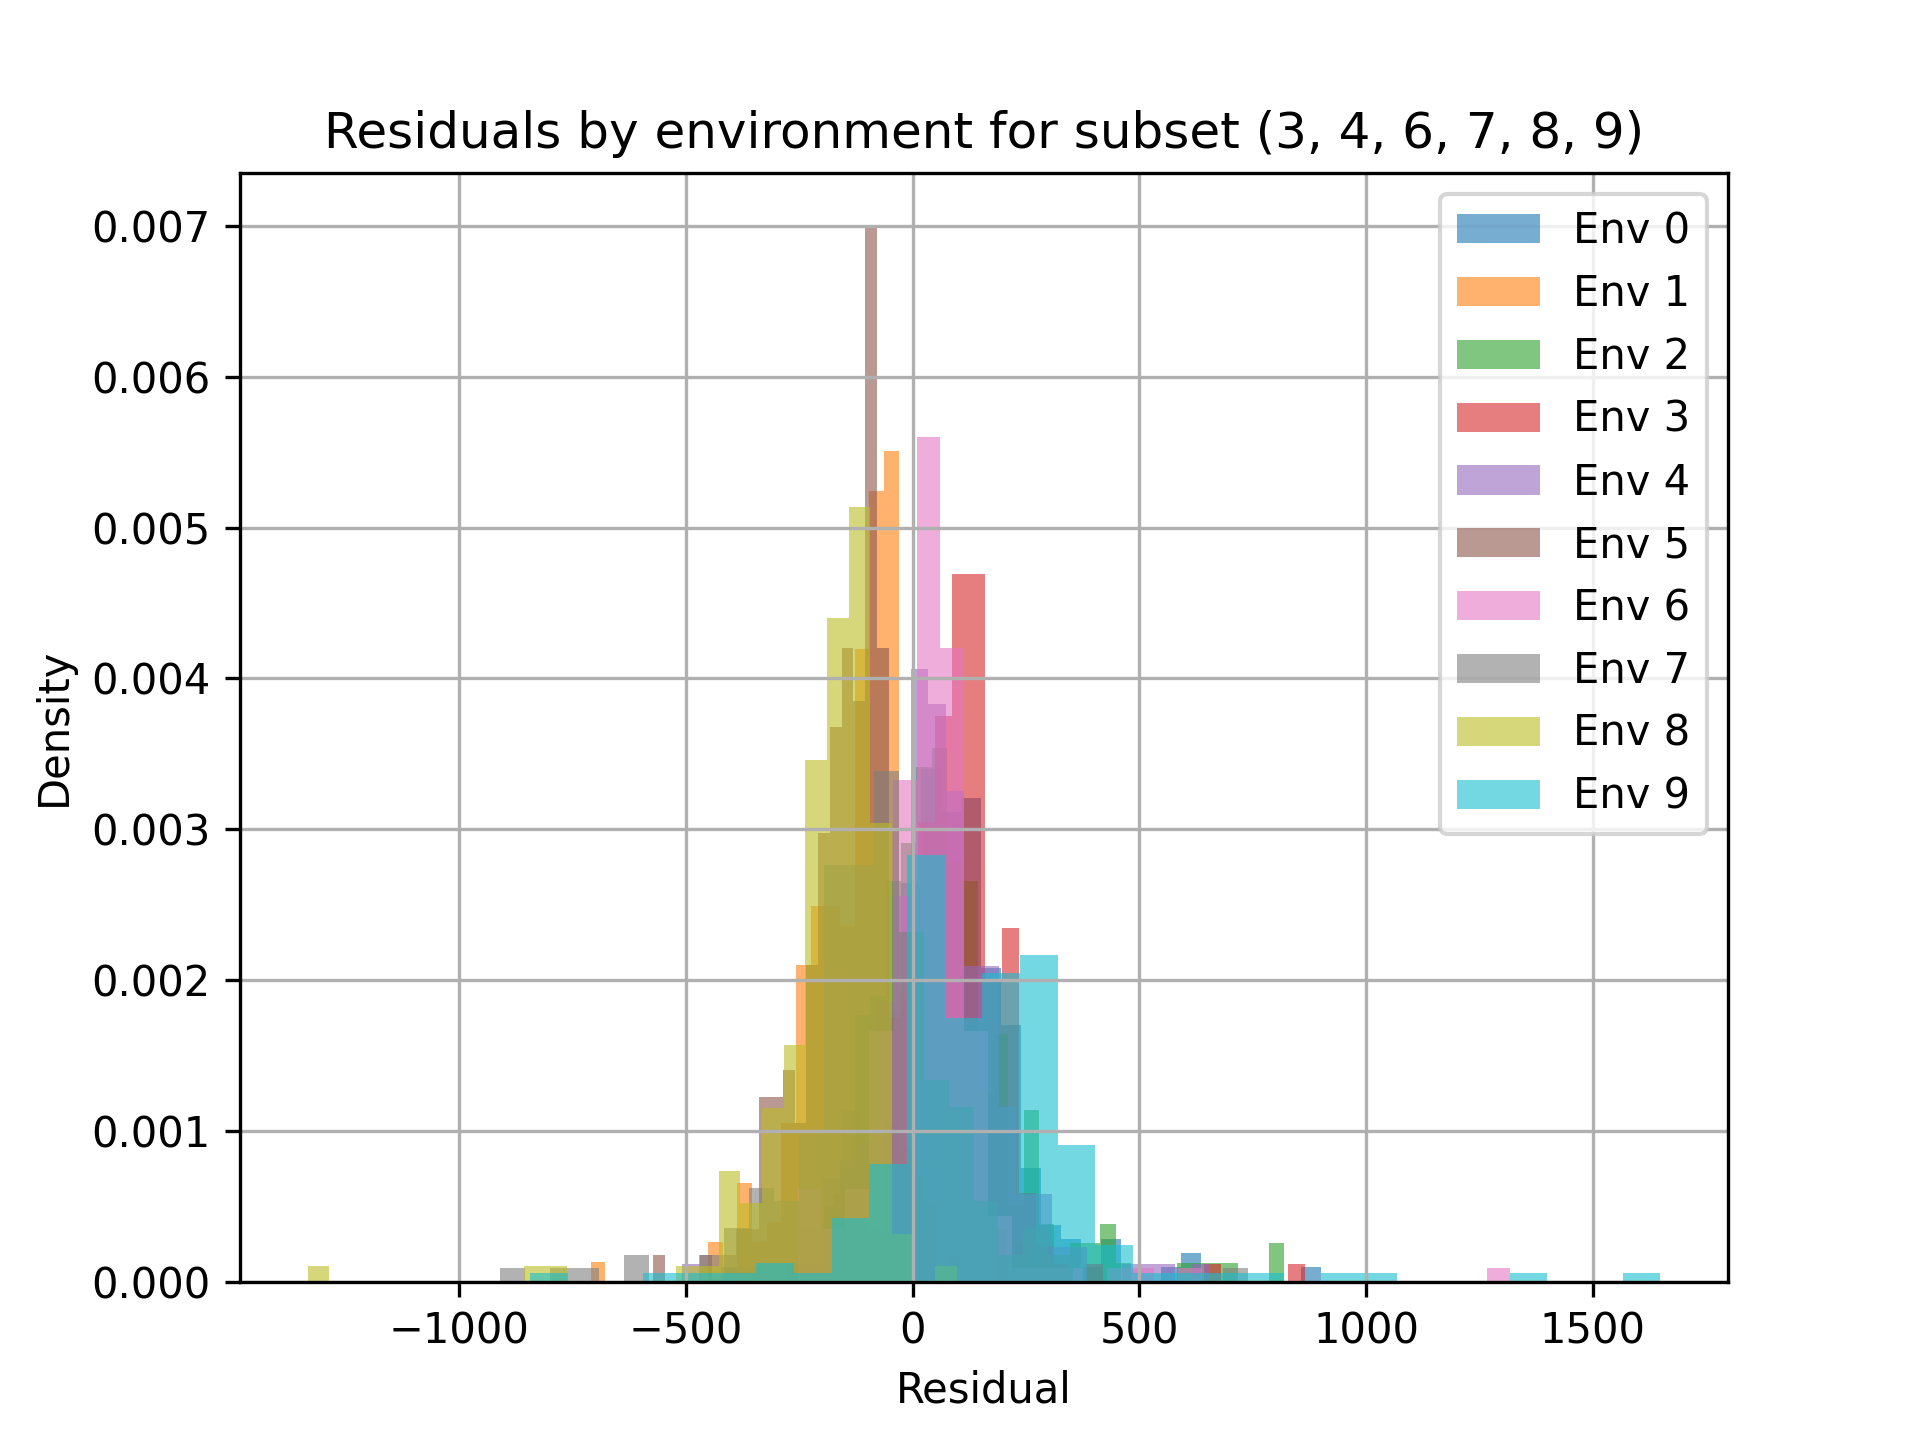 Residuals by environment for subset (3, 4, 6, 7, 8, 9)
0.007
0.006
0.005
0.004
0.003
0.002
0.001
0.000
Density
−1000
−500
0
500
1000
1500
Residual
Env 0
Env 1
Env 2
Env 3
Env 4
Env 5
Env 6
Env 7
Env 8
Env 9